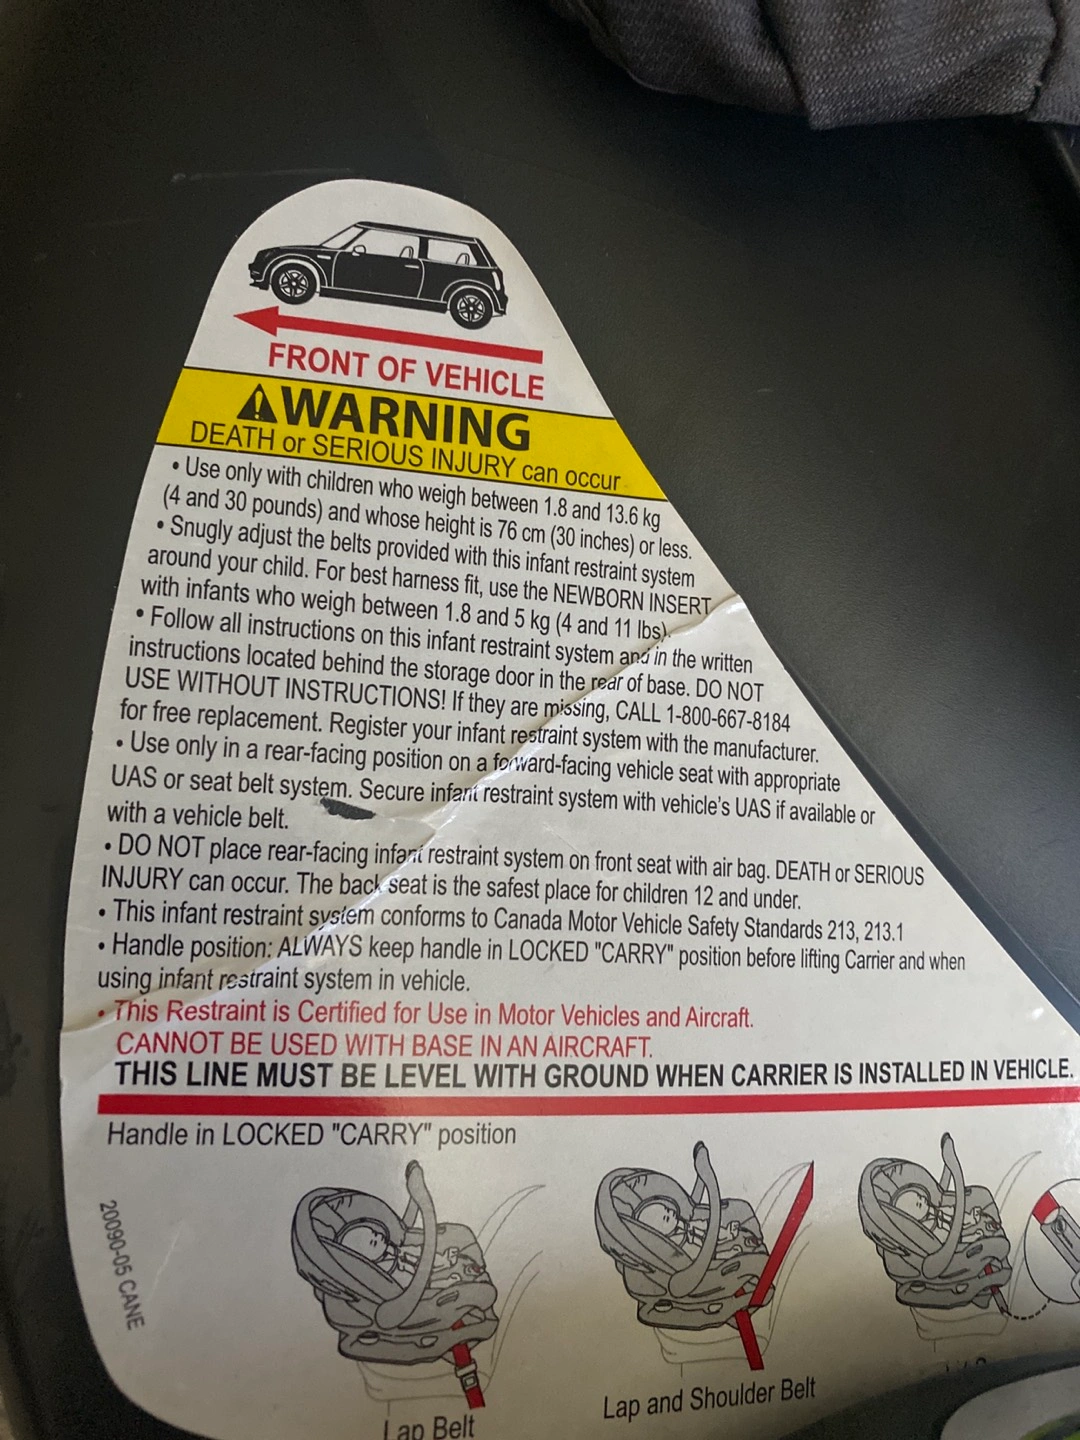 FRONT OF VEHICLE
WARNING
DEATH or SERIOUS INJURY can occur
• Use only with children who weigh between 1.8 and 13.6 kg
(4 and 30 pounds) and whose height is 76 cm (30 inches) or less.
• Snugly adjust the belts provided with this infant restraint system
around your child. For best harness fit, use the NEWBORN INSERT
with infants who weigh between 1.8 and 5 kg (4 and 11 lbs).
• Follow all instructions on this infant restraint system and in the written
instructions located behind the storage door in the rear of base. DO NOT
USE WITHOUT INSTRUCTIONS! If they are missing, CALL 1-800-667-8184
for free replacement. Register your infant restraint system with the manufacturer.
• Use only in a rear-facing position on a forward-facing vehicle seat with appropriate
UAS or seat belt system. Secure infant restraint system with vehicle's UAS if available or
with a vehicle belt.
• DO NOT place rear-facing infant restraint system on front seat with air bag. DEATH or SERIOUS
INJURY can occur. The back seat is the safest place for children 12 and under.
• This infant restraint system conforms to Canada Motor Vehicle Safety Standards 213, 213.1
• Handle position: ALWAYS keep handle in LOCKED "CARRY" position before lifting Carrier and when
using infant restraint system in vehicle.
• This Restraint is Certified for Use in Motor Vehicles and Aircraft.
CANNOT BE USED WITH BASE IN AN AIRCRAFT.
THIS LINE MUST BE LEVEL WITH GROUND WHEN CARRIER IS INSTALLED IN VEHICLE.
Handle in LOCKED "CARRY" position
20090-05 CANE
Lap Belt
Lap and Shoulder Belt